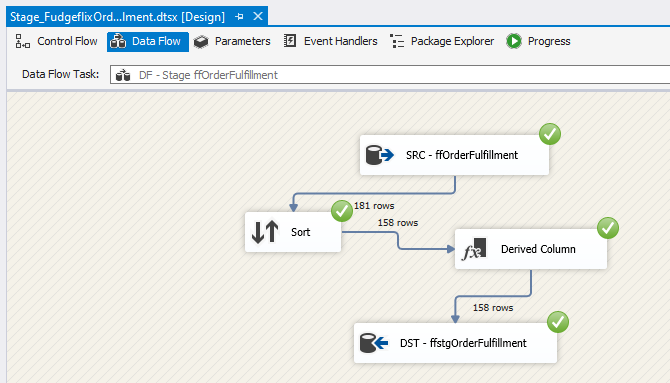 Stage_FudgeflixOrd...lment.dtsx [Design]
Control Flow Data Flow Parameters Event Handlers Package Explorer Progress
Data Flow Task: DF - Stage ffOrderFulfillment
SRC - ffOrderFulfillment
181 rows
Sort
158 rows
Derived Column
158 rows
DST - ffstgOrderFulfillment